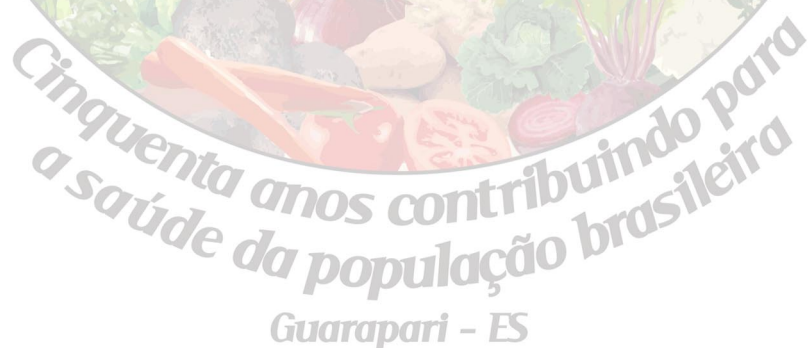 Cinquenta anos contribuindo para
a saúde da população brasileira
Guarapari - ES